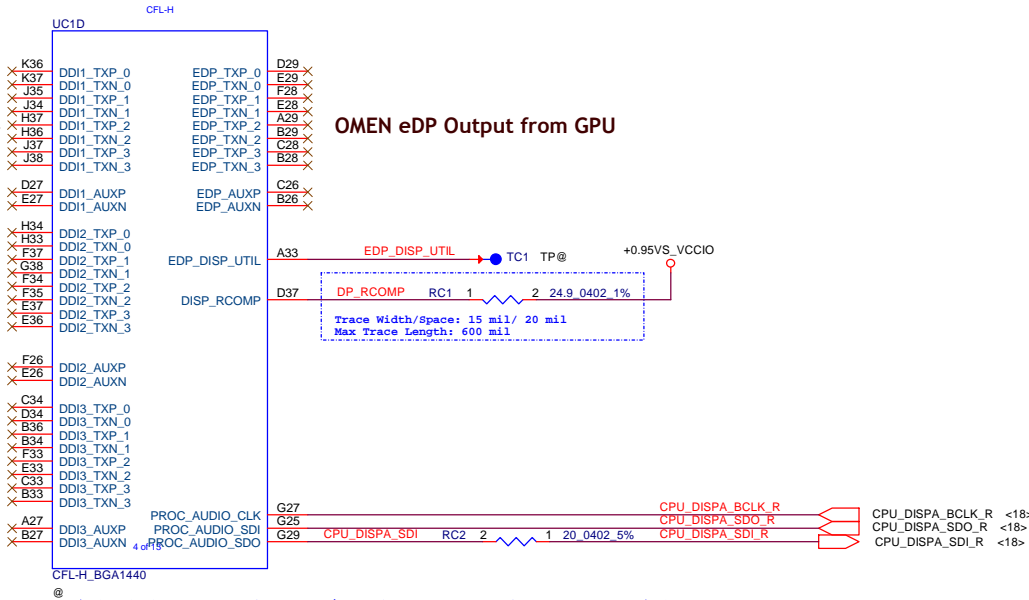 CFL-H
UC1D
K36 DDI1_TXP_0 EDP_TXP_0 D29
K37 DDI1_TXN_0 EDP_TXN_0 E29
J35 DDI1_TXP_1 EDP_TXP_1 F28
J34 DDI1_TXN_1 EDP_TXN_1 E28
H37 DDI1_TXP_2 EDP_TXP_2 A29
H36 DDI1_TXN_2 EDP_TXN_2 B29
J37 DDI1_TXP_3 EDP_TXP_3 C28
J38 DDI1_TXN_3 EDP_TXN_3 B28
OMEN eDP Output from GPU
D27 DDI1_AUXP EDP_AUXP C26
E27 DDI1_AUXN EDP_AUXN B26
H34 DDI2_TXP_0
H33 DDI2_TXN_0
F37 DDI2_TXP_1 EDP_DISP_UTIL A33 EDP_DISP_UTIL TC1 TP@ +0.95VS_VCCIO
G38 DDI2_TXN_1
F34 DDI2_TXP_2
F35 DDI2_TXN_2 DISP_RCOMP D37 DP_RCOMP RC1 1 2 24.9_0402_1%
E37 DDI2_TXP_3
E36 DDI2_TXN_3
Trace Width/Space: 15 mil/ 20 mil
Max Trace Length: 600 mil
F26 DDI2_AUXP
E26 DDI2_AUXN
C34 DDI3_TXP_0
D34 DDI3_TXN_0
B36 DDI3_TXP_1
B34 DDI3_TXN_1
F33 DDI3_TXP_2
E33 DDI3_TXN_2
C33 DDI3_TXP_3
B33 DDI3_TXN_3
PROC_AUDIO_CLK G27 CPU_DISPA_BCLK_R CPU_DISPA_BCLK_R <18>
A27 DDI3_AUXP PROC_AUDIO_SDI G25 CPU_DISPA_SDO_R CPU_DISPA_SDO_R <18>
B27 DDI3_AUXN 4 of 13 PROC_AUDIO_SDO G29 CPU_DISPA_SDI RC2 2 1 20_0402_5% CPU_DISPA_SDI_R CPU_DISPA_SDI_R <18>
CFL-H_BGA1440
@